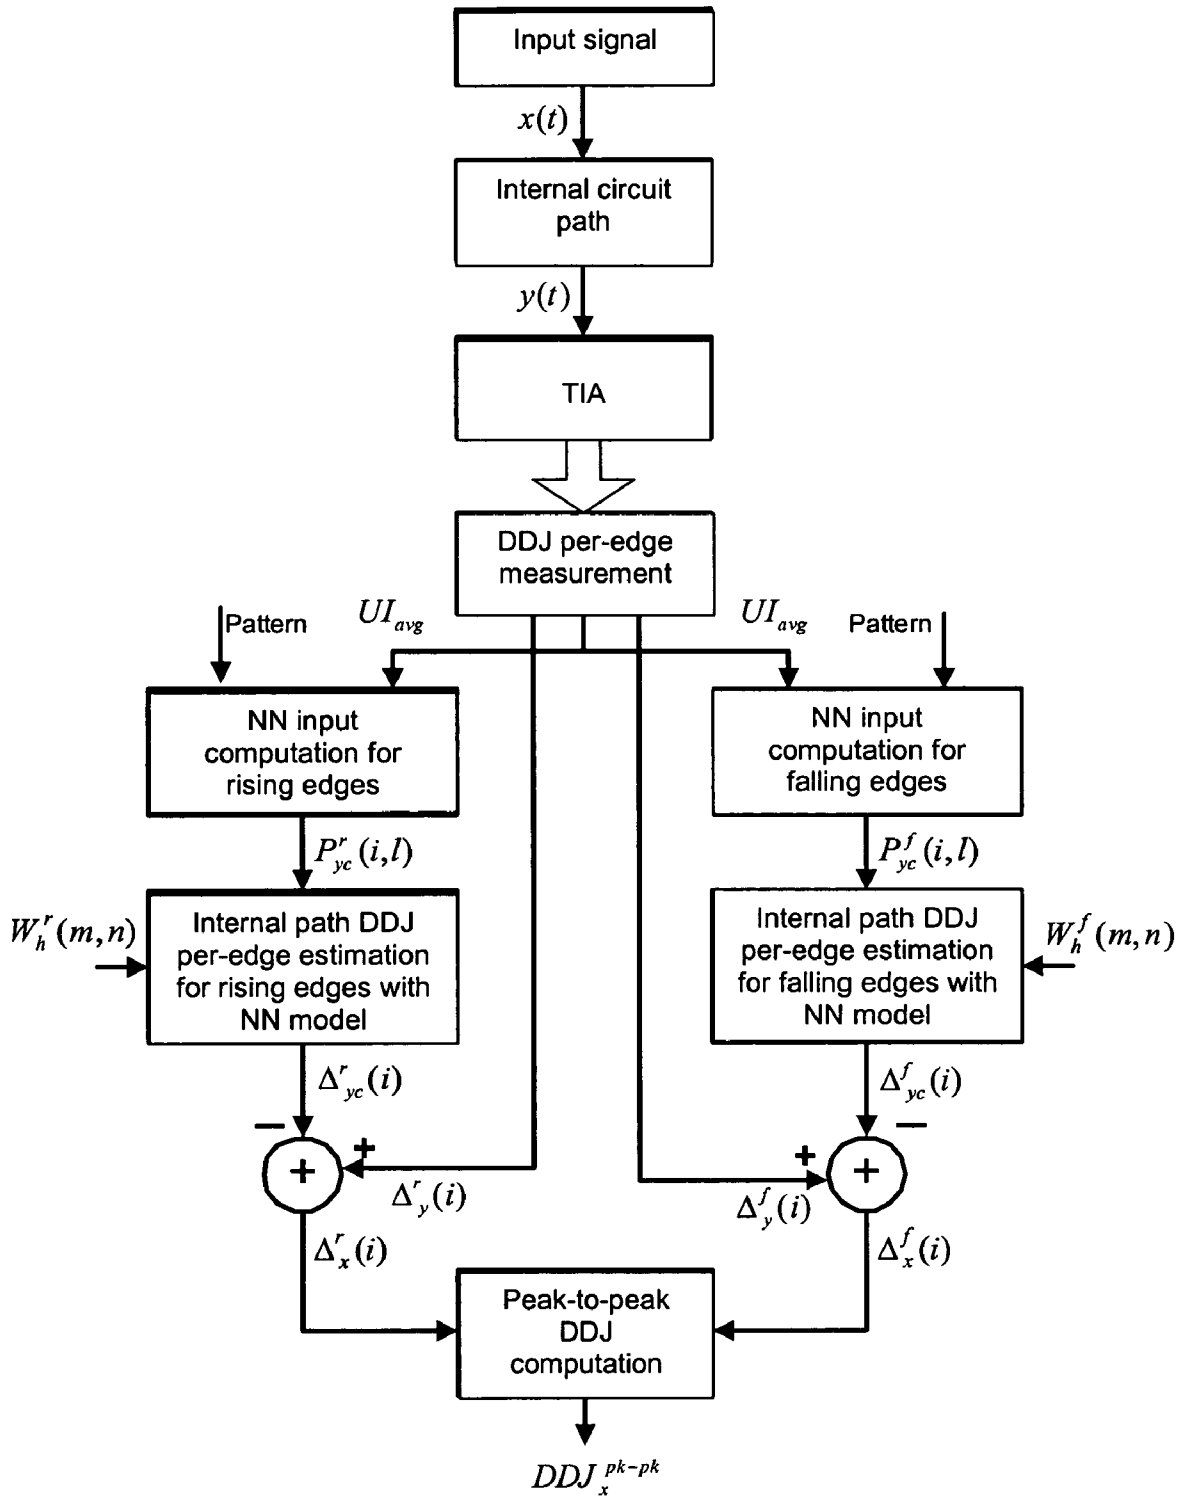 Input signal
x(t)
Internal circuit
path
y(t)
TIA
DDJ per-edge
measurement
Pattern
UI_avg
UI_avg
Pattern
NN input
computation for
rising edges
NN input
computation for
falling edges
P^r_yc(i,l)
P^f_yc(i,l)
W^r_h(m,n)
Internal path DDJ
per-edge estimation
for rising edges with
NN model
Internal path DDJ
per-edge estimation
for falling edges with
NN model
W^f_h(m,n)
Δ^r_yc(i)
Δ^f_yc(i)
−
+
+
−
+
+
Δ^r_y(i)
Δ^f_y(i)
Δ^r_x(i)
Δ^f_x(i)
Peak-to-peak
DDJ
computation
DDJ^pk−pk_x